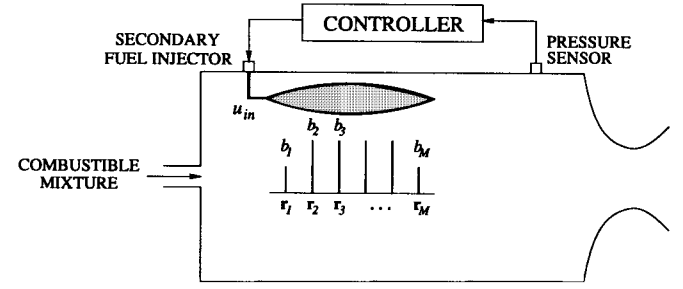 CONTROLLER
SECONDARY
FUEL INJECTOR
PRESSURE
SENSOR
u_in
b_2 b_3
b_1 b_M
COMBUSTIBLE
MIXTURE
r_1 r_2 r_3 ... r_M